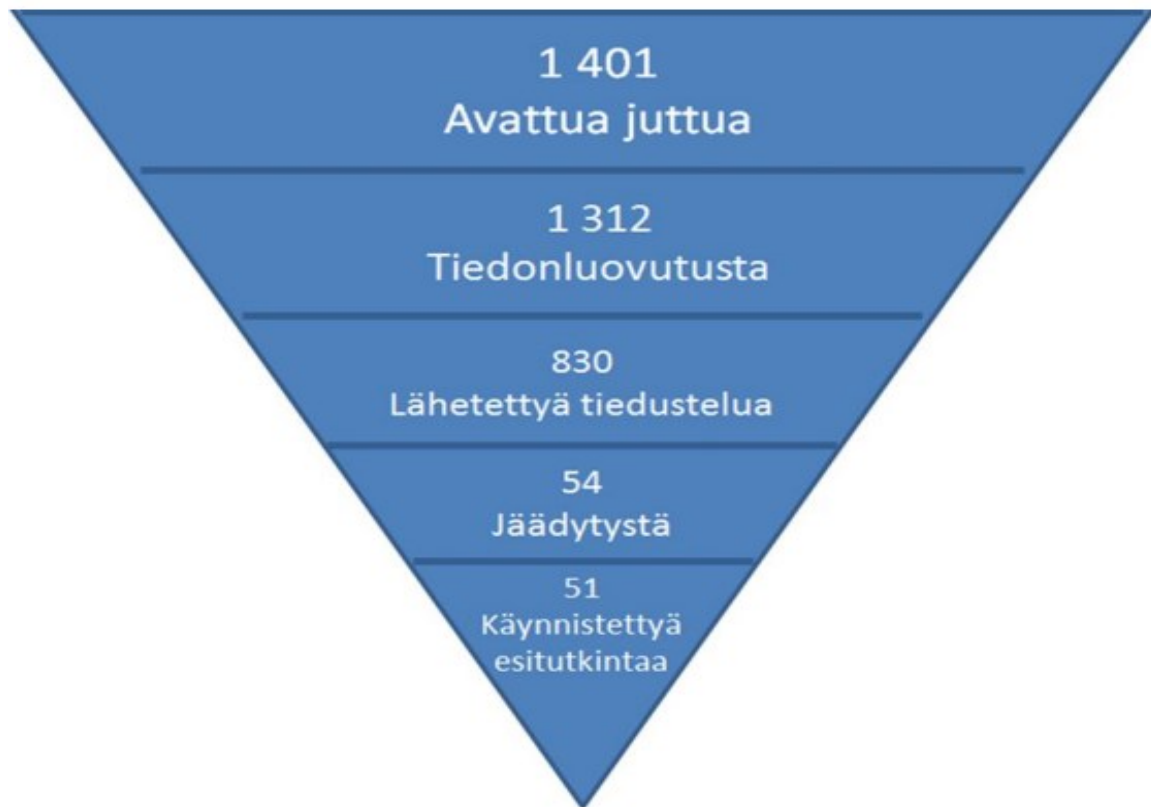 1 401
Avattua juttua
1 312
Tiedonluovutusta
830
Lähetettyä tiedustelua
54
Jäädytystä
51
Käynnistettyä
esitutkintaa